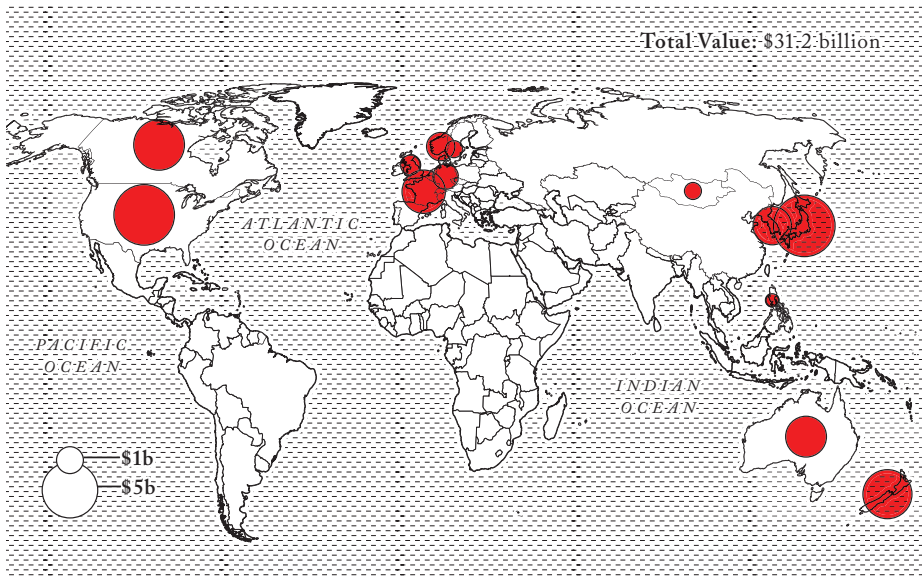 Total Value: $31.2 billion
ATLANTIC
OCEAN
PACIFIC
OCEAN
INDIAN
OCEAN
$1b
$5b